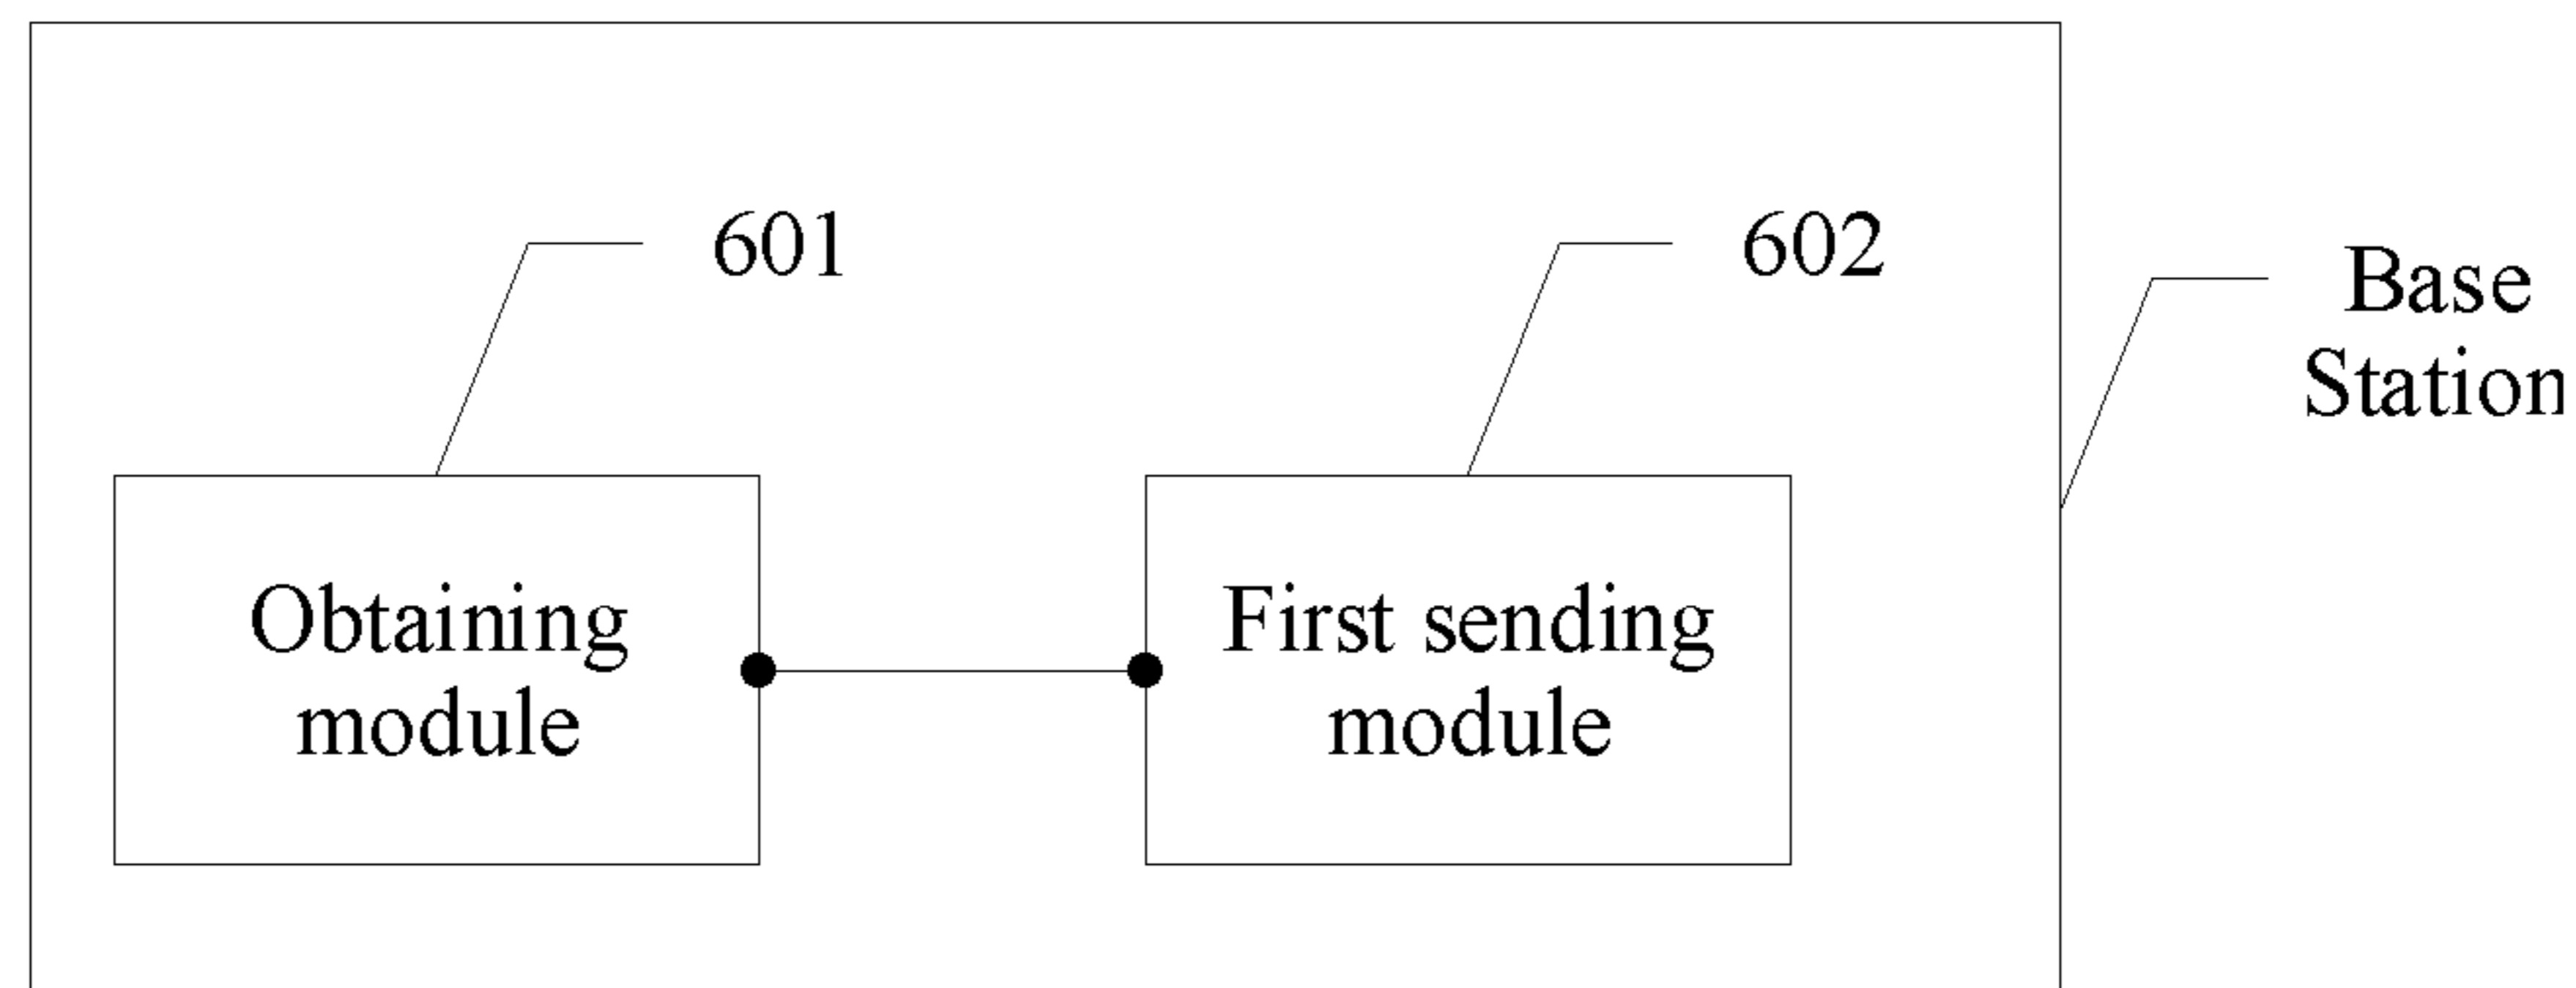 601
602
Base
Station
Obtaining
module
First sending
module